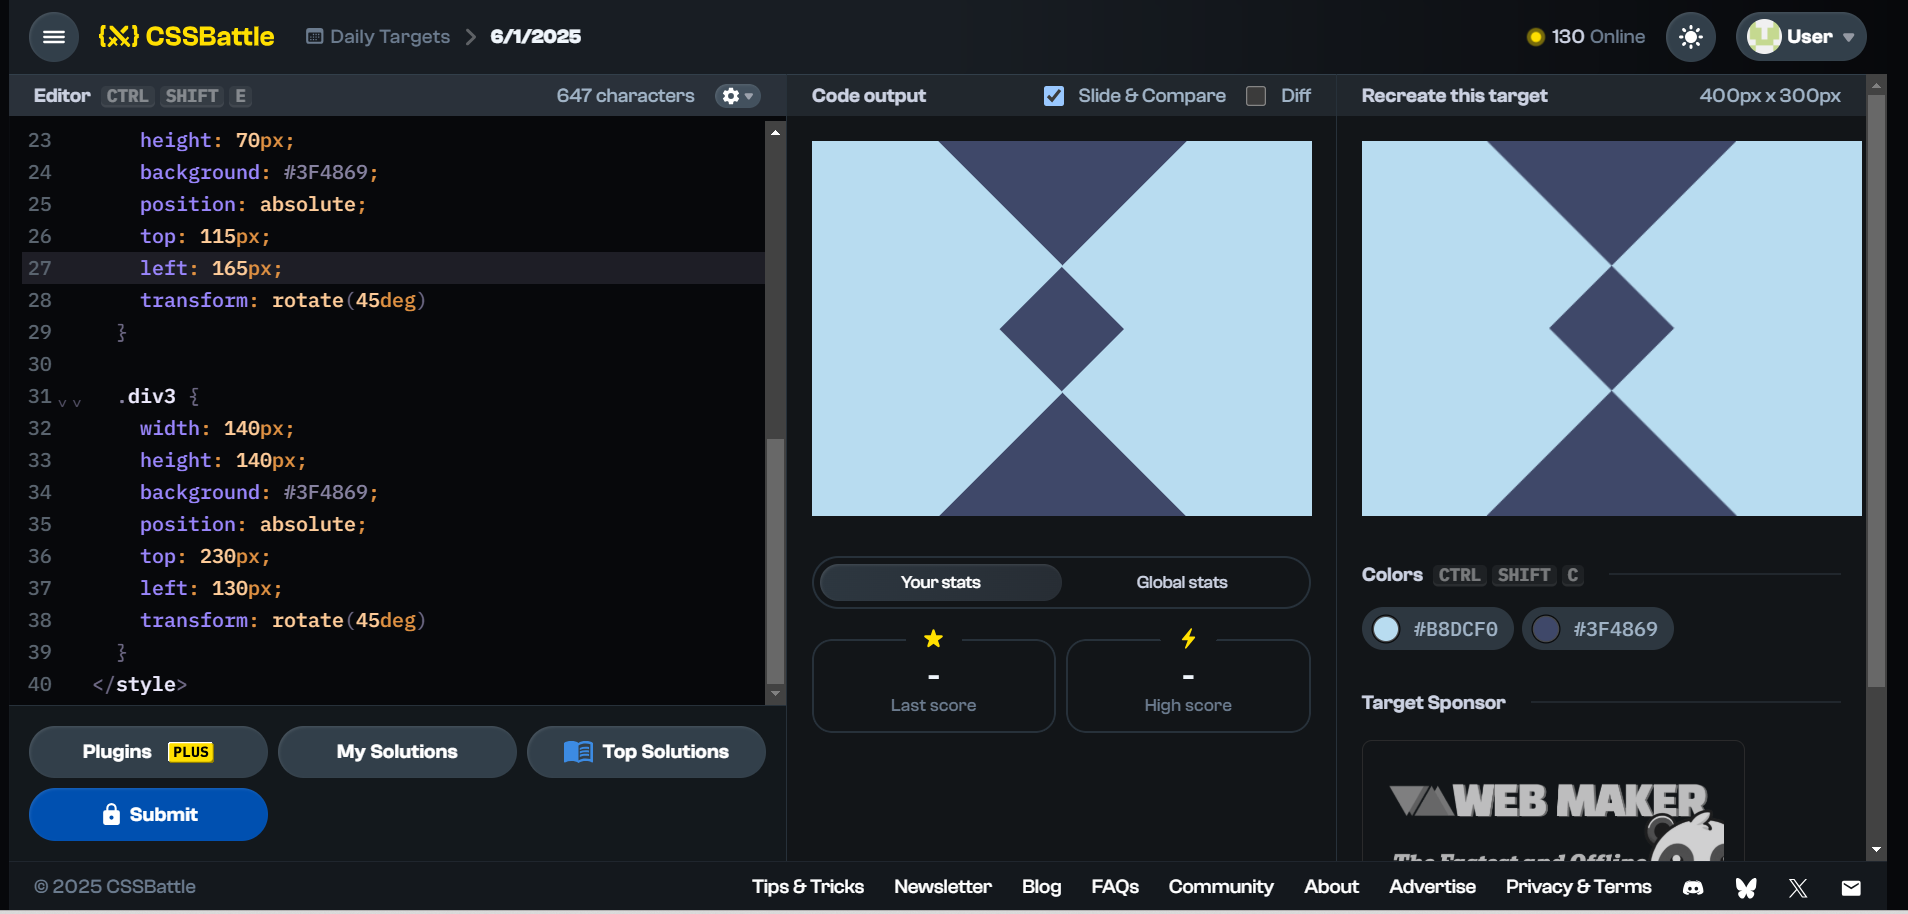 CSSBattle
Daily Targets
6/1/2025
130 Online
User
Editor CTRL SHIFT E
647 characters
23 height: 70px;
24 background: #3F4869;
25 position: absolute;
26 top: 115px;
27 left: 165px;
28 transform: rotate(45deg)
29 }
30
31 .div3 {
32 width: 140px;
33 height: 140px;
34 background: #3F4869;
35 position: absolute;
36 top: 230px;
37 left: 130px;
38 transform: rotate(45deg)
39 }
40 </style>
Plugins PLUS
My Solutions
Top Solutions
Submit
Code output
Slide & Compare
Diff
Your stats
Global stats
-
Last score
-
High score
Recreate this target
400px x 300px
Colors CTRL SHIFT C
#B8DCF0
#3F4869
Target Sponsor
WEB MAKER
The Fastest and Offline
© 2025 CSSBattle
Tips & Tricks
Newsletter
Blog
FAQs
Community
About
Advertise
Privacy & Terms